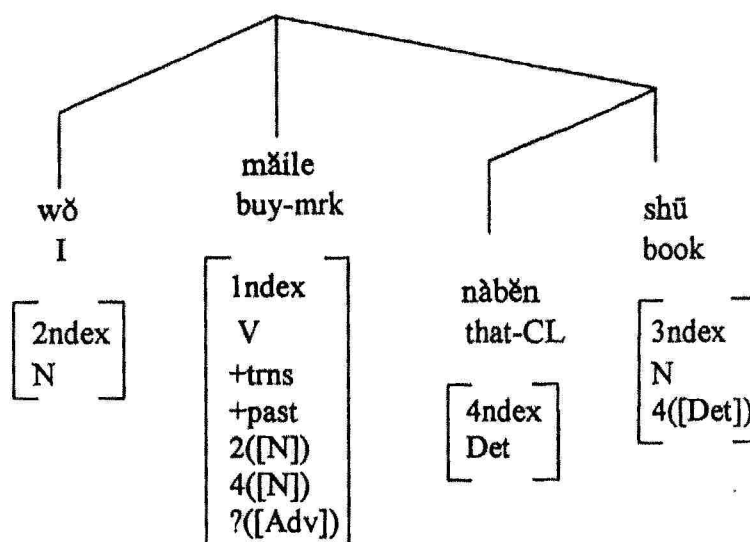 wǒ
I
2ndex
N
mǎile
buy-mrk
1ndex
V
+trns
+past
2([N])
4([N])
?([Adv])
nàběn
that-CL
4ndex
Det
shū
book
3ndex
N
4([Det])